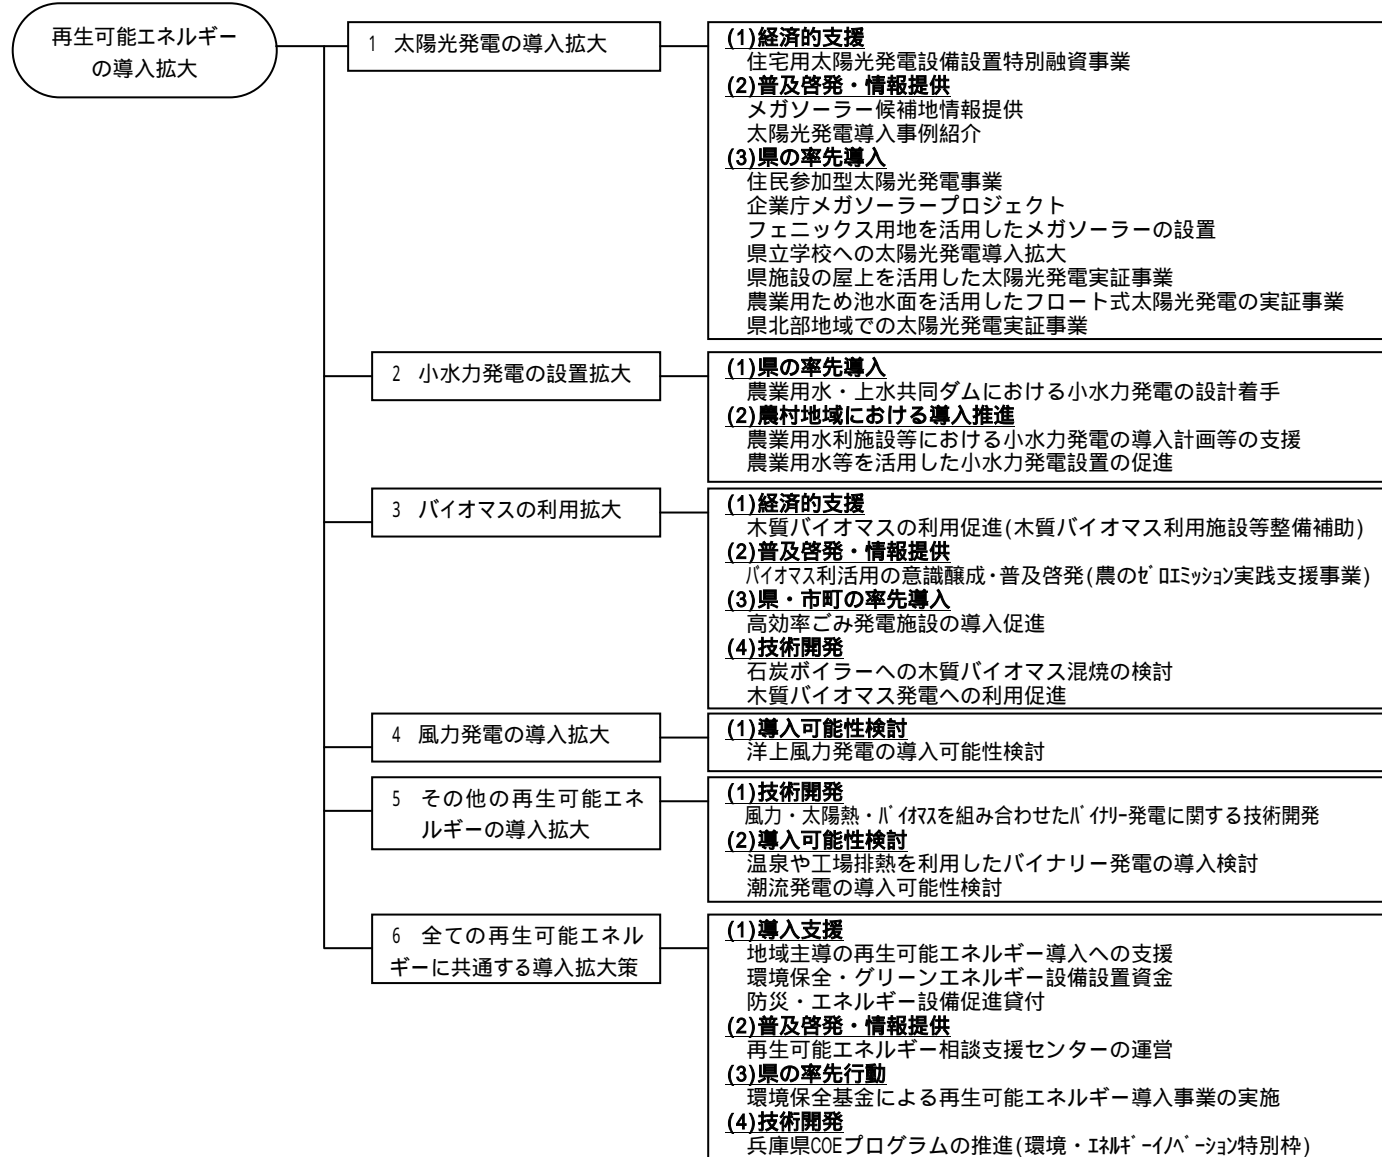 再生可能エネルギー
の導入拡大
1 太陽光発電の導入拡大
(1)経済的支援
住宅用太陽光発電設備設置特別融資事業
(2)普及啓発・情報提供
メガソーラー候補地情報提供
太陽光発電導入事例紹介
(3)県の率先導入
住民参加型太陽光発電事業
企業庁メガソーラープロジェクト
フェニックス用地を活用したメガソーラーの設置
県立学校への太陽光発電導入拡大
県施設の屋上を活用した太陽光発電実証事業
農業用ため池水面を活用したフロート式太陽光発電の実証事業
県北部地域での太陽光発電実証事業
2 小水力発電の設置拡大
(1)県の率先導入
農業用水・上水共同ダムにおける小水力発電の設計着手
(2)農村地域における導入推進
農業用水利施設等における小水力発電の導入計画等の支援
農業用水等を活用した小水力発電設置の促進
3 バイオマスの利用拡大
(1)経済的支援
木質バイオマスの利用促進(木質バイオマス利用施設等整備補助)
(2)普及啓発・情報提供
ﾊﾞｲｵﾏｽ利活用の意識醸成・普及啓発(農のｾﾞﾛｴﾐｯｼｮﾝ実践支援事業)
(3)県・市町の率先導入
高効率ごみ発電施設の導入促進
(4)技術開発
石炭ボイラーへの木質バイオマス混焼の検討
木質バイオマス発電への利用促進
4 風力発電の導入拡大
(1)導入可能性検討
洋上風力発電の導入可能性検討
5 その他の再生可能エネ
ルギーの導入拡大
(1)技術開発
風力・太陽熱・ﾊﾞｲｵﾏｽを組み合わせたﾊﾞｲﾅﾘｰ発電に関する技術開発
(2)導入可能性検討
温泉や工場排熱を利用したバイナリー発電の導入検討
潮流発電の導入可能性検討
6 全ての再生可能エネル
ギーに共通する導入拡大策
(1)導入支援
地域主導の再生可能エネルギー導入への支援
環境保全・グリーンエネルギー設備設置資金
防災・エネルギー設備促進貸付
(2)普及啓発・情報提供
再生可能エネルギー相談支援センターの運営
(3)県の率先行動
環境保全基金による再生可能エネルギー導入事業の実施
(4)技術開発
兵庫県COEプログラムの推進(環境・ｴﾈﾙｷﾞｰｲﾉﾍﾞｰｼｮﾝ特別枠)